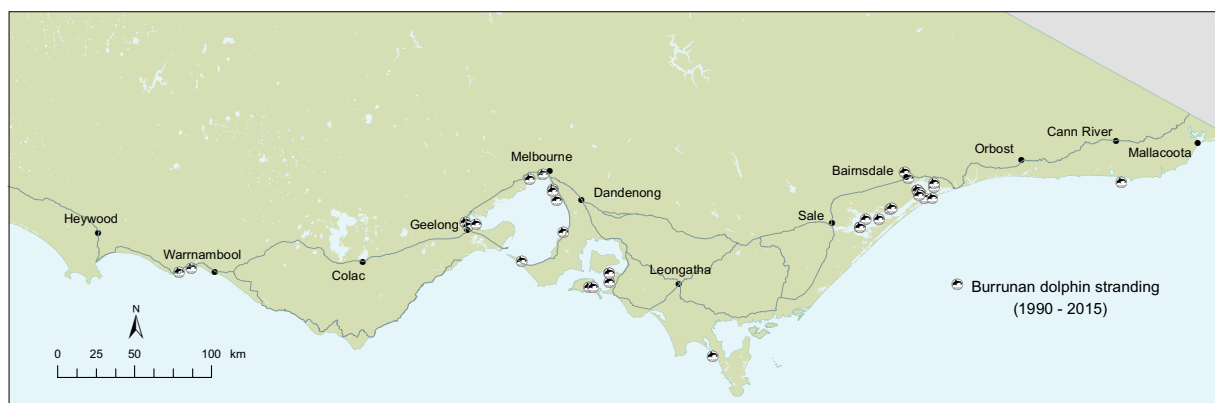 Cann River
Orbost
Mallacoota
Melbourne
Bairnsdale
Dandenong
Heywood
Geelong
Sale
Warrnambool
Colac
Leongatha
Burrunan dolphin stranding
(1990 - 2015)
N
0 25 50 100 km